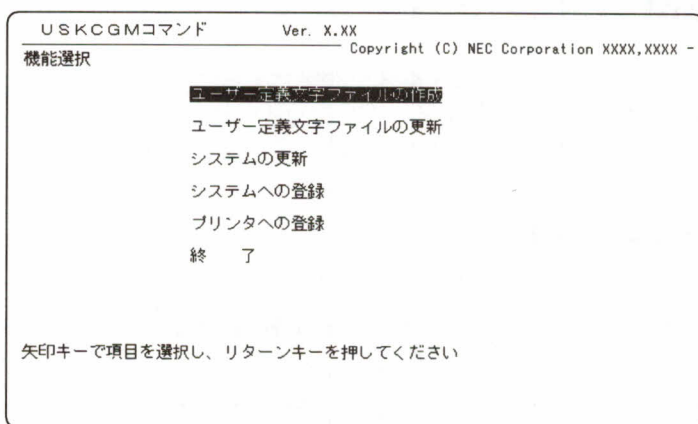 ＵＳＫＣＧＭコマンド Ver. X.XX
Copyright (C) NEC Corporation XXXX,XXXX -
機能選択
ユーザー定義文字ファイルの作成
ユーザー定義文字ファイルの更新
システムの更新
システムへの登録
プリンタへの登録
終　了
矢印キーで項目を選択し、リターンキーを押してください